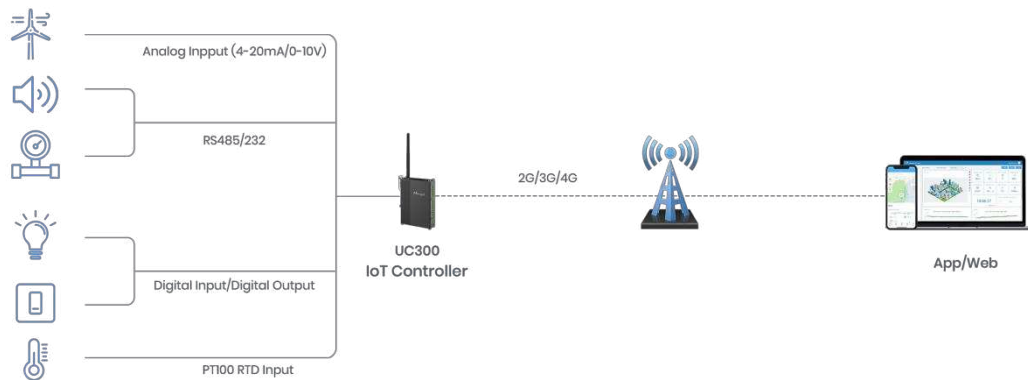 Analog Inpput (4-20mA/0-10V)
RS485/232
2G/3G/4G
UC300
IoT Controller
App/Web
Digital Input/Digital Output
PT100 RTD Input